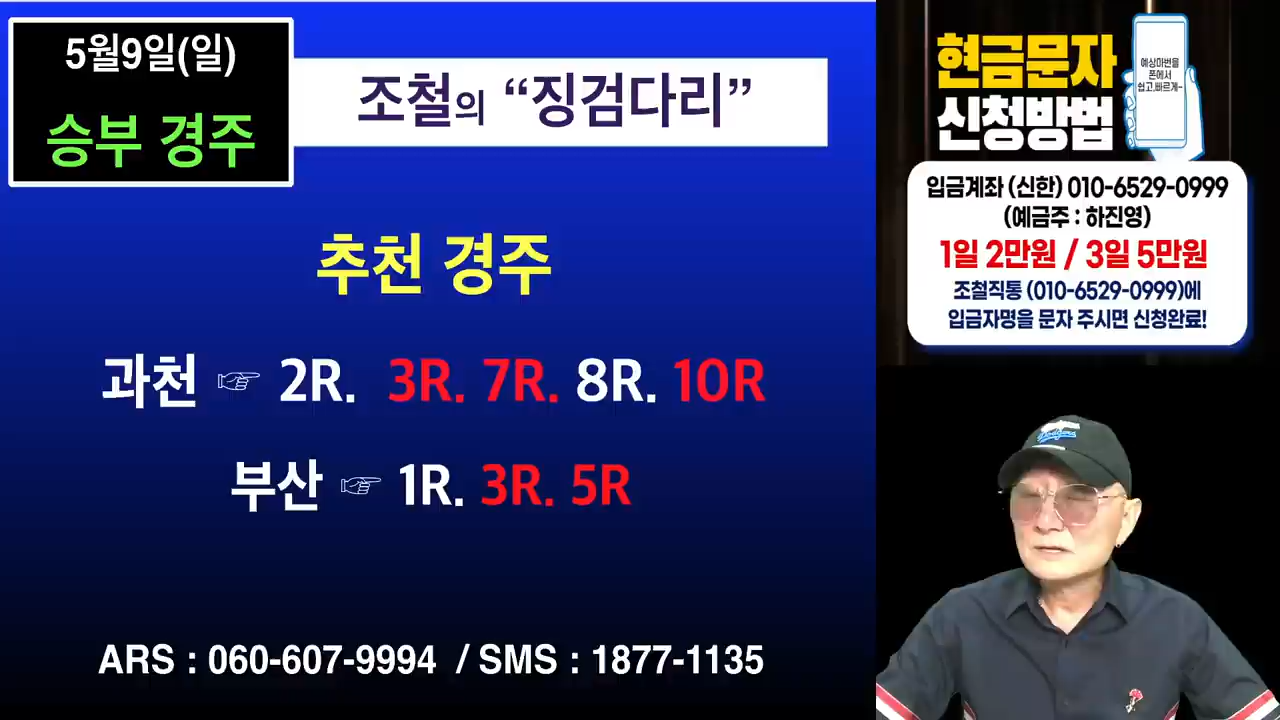 5월9일(일)
승부 경주
조철의 “징검다리”
추천 경주
과천 ☞ 2R. 3R. 7R. 8R. 10R
부산 ☞ 1R. 3R. 5R
ARS : 060-607-9994 / SMS : 1877-1135
현금문자
신청방법
예상마번을
폰에서
쉽고,빠르게~
입금계좌 (신한) 010-6529-0999
(예금주 : 하진영)
1일 2만원 / 3일 5만원
조철직통 (010-6529-0999)에
입금자명을 문자 주시면 신청완료!